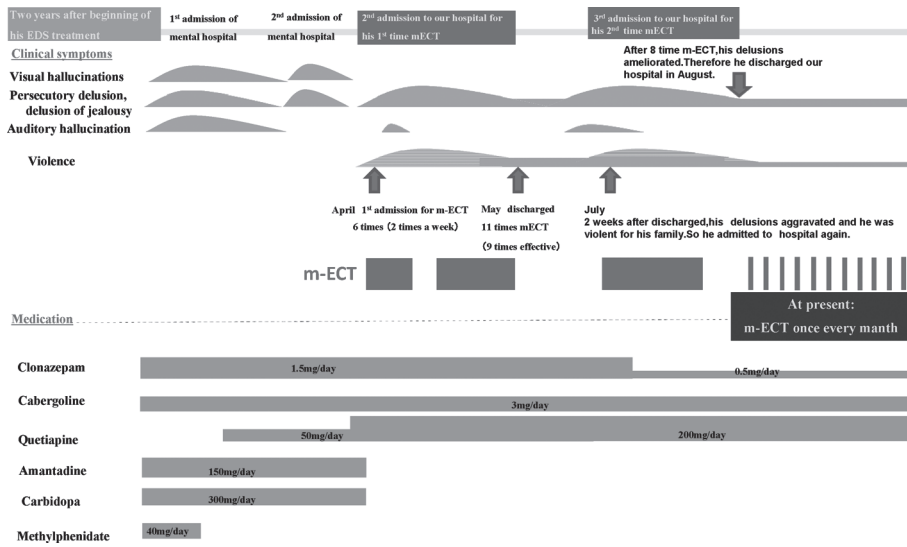 Two years after beginning of
his EDS treatment
1st admission of
mental hospital
2nd admission of
mental hospital
2nd admission to our hospital for
his 1st time mECT
3rd admission to our hospital for
his 2nd time mECT
Clinical symptoms
After 8 time m-ECT,his delusions
ameliorated.Therefore he discharged our
hospital in August.
Visual hallucinations
Persecutory delusion,
delusion of jealousy
Auditory hallucination
Violence
April 1st admission for m-ECT
6 times (2 times a week)
May discharged
11 times mECT
(9 times effective)
July
2 weeks after discharged,his delusions aggravated and he was
violent for his family.So he admitted to hospital again.
m-ECT
At present:
m-ECT once every manth
Medication
Clonazepam
1.5mg/day
0.5mg/day
Cabergoline
3mg/day
Quetiapine
50mg/day
200mg/day
Amantadine
150mg/day
Carbidopa
300mg/day
Methylphenidate
40mg/day